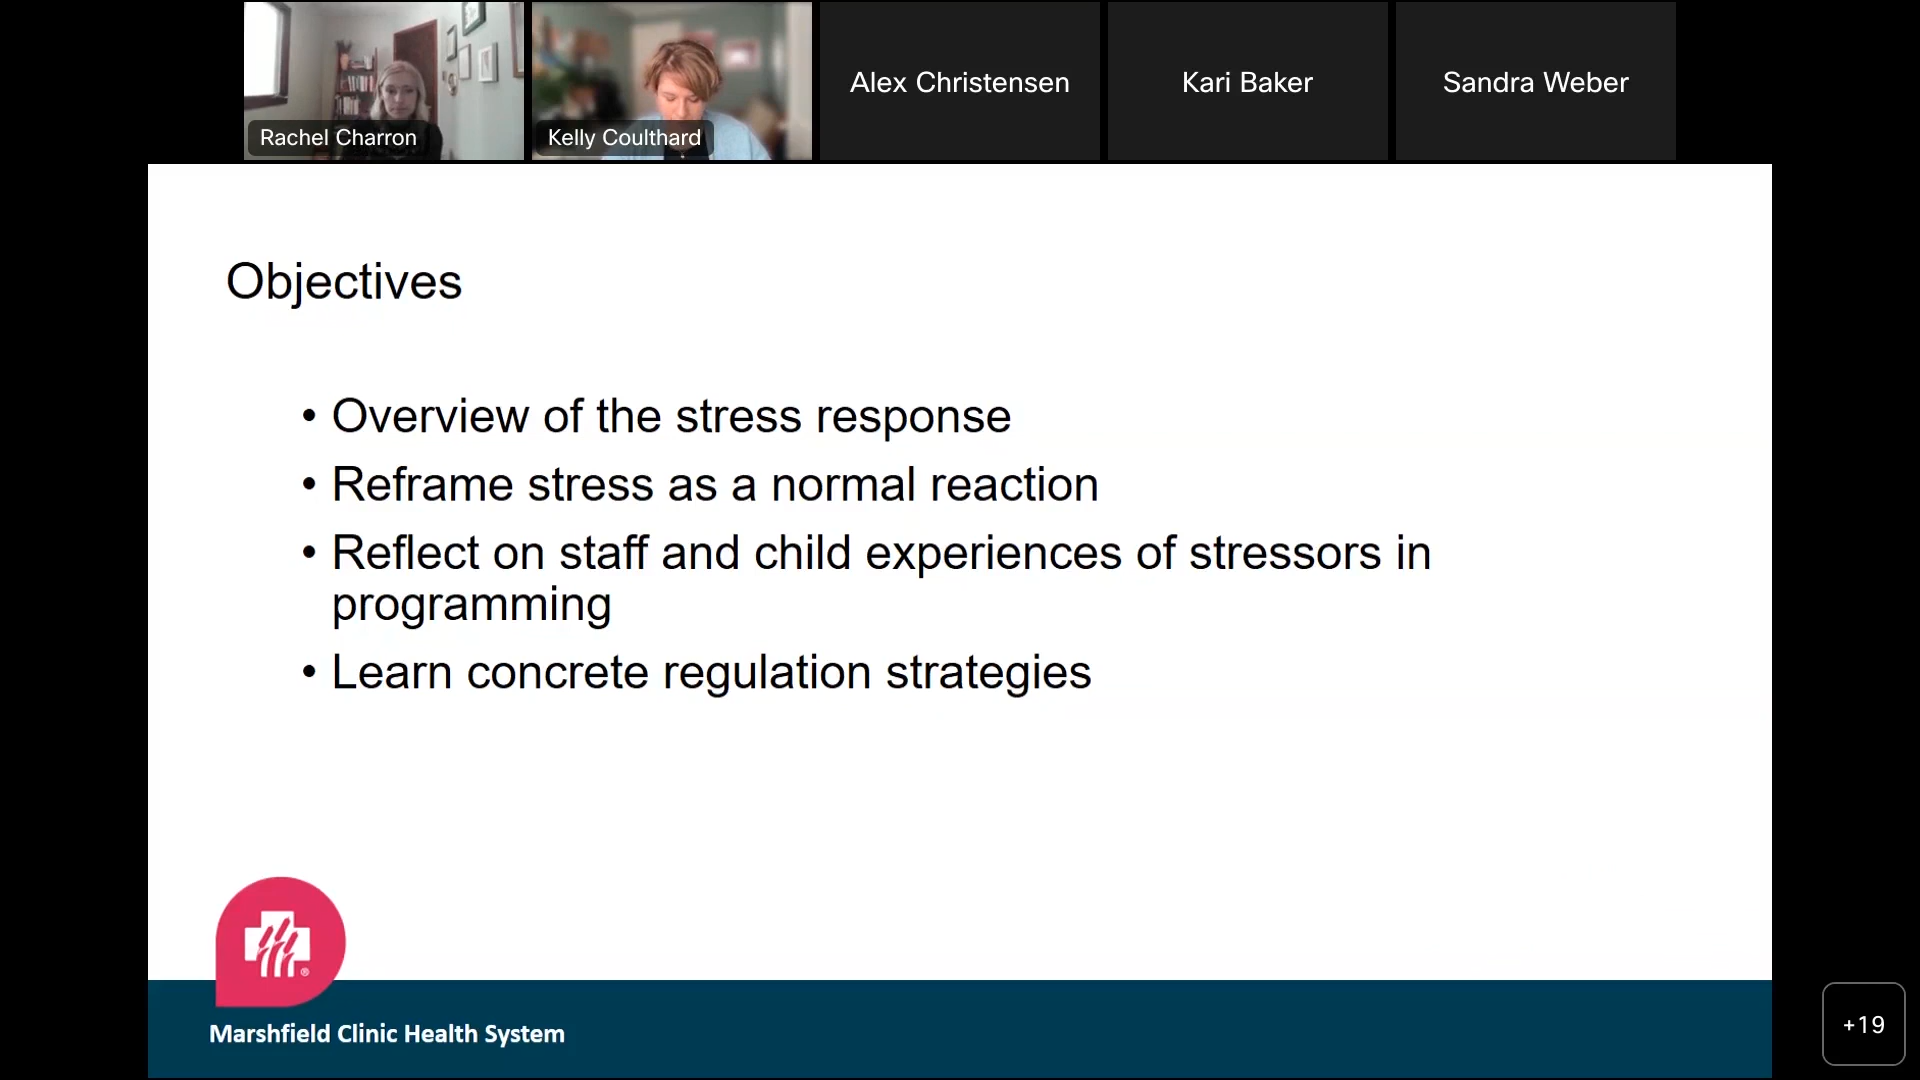 Alex Christensen
Kari Baker
Sandra Weber
Rachel Charron
Kelly Coulthard
Objectives
• Overview of the stress response
• Reframe stress as a normal reaction
• Reflect on staff and child experiences of stressors in
programming
• Learn concrete regulation strategies
®
Marshfield Clinic Health System
+19